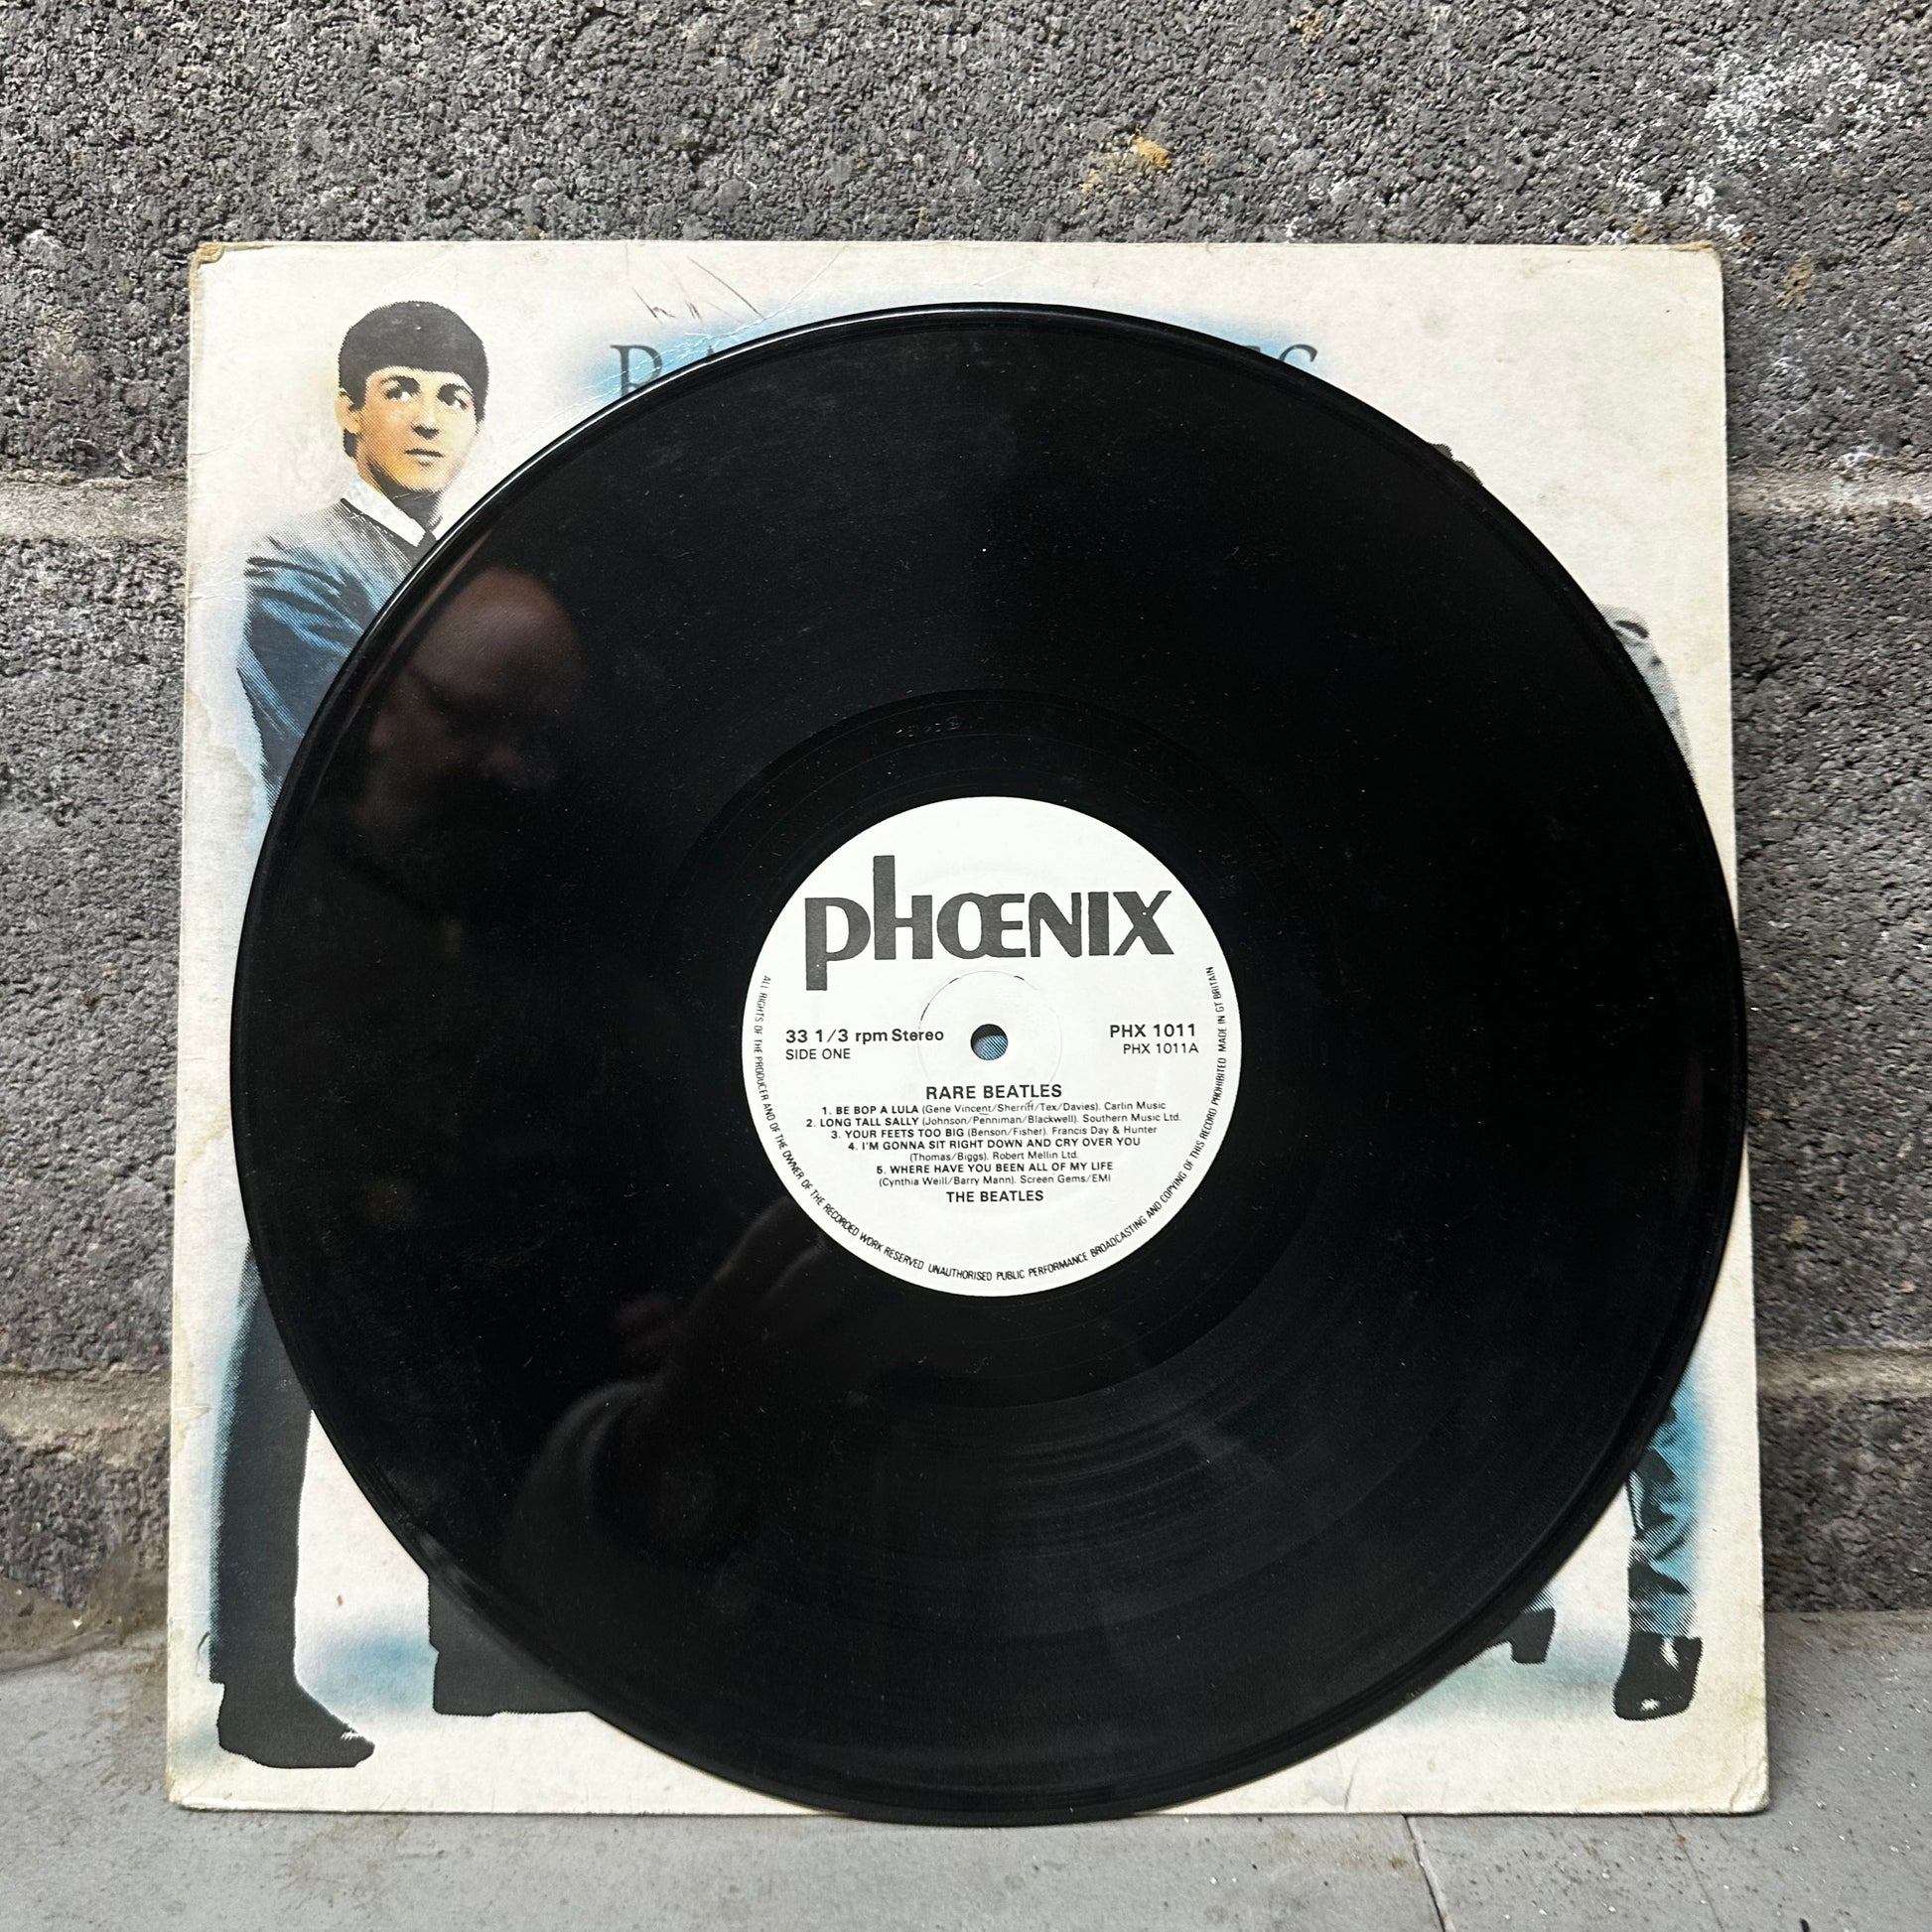 phŒNIX
33 1/3 rpm Stereo
SIDE ONE
PHX 1011
PHX 1011A
RARE BEATLES
1. BE BOP A LULA (Gene Vincent/Sherriff/Tex/Davies). Carlin Music
2. LONG TALL SALLY (Johnson/Penniman/Blackwell). Southern Music Ltd.
3. YOUR FEETS TOO BIG (Benson/Fisher). Francis Day & Hunter
4. I'M GONNA SIT RIGHT DOWN AND CRY OVER YOU
(Thomas/Biggs). Robert Mellin Ltd.
5. WHERE HAVE YOU BEEN ALL OF MY LIFE
(Cynthia Weill/Barry Mann). Screen Gems/EMI
THE BEATLES
ALL RIGHTS OF THE PRODUCER AND OF THE OWNER OF THE RECORDED WORK RESERVED UNAUTHORISED PUBLIC PERFORMANCE BROADCASTING AND COPYING OF THIS RECORD PROHIBITED MADE IN GT BRITAIN